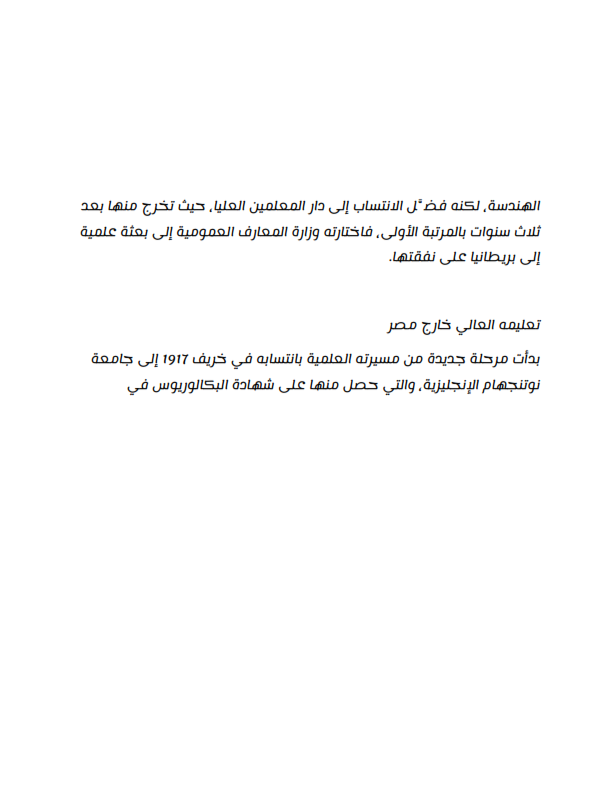 الهندسة، لكنه فضَّل الانتساب إلى دار المعلمين العليا، حيث تخرج منها بعد
ثلاث سنوات بالمرتبة الأولى، فاختارته وزارة المعارف العمومية إلى بعثة علمية
إلى بريطانيا على نفقتها.
تعليمه العالي خارج مصر
بدأت مرحلة جديدة من مسيرته العلمية بانتسابه في خريف 1917 إلى جامعة
نوتنجهام الإنجليزية، والتي حصل منها على شهادة البكالوريوس في